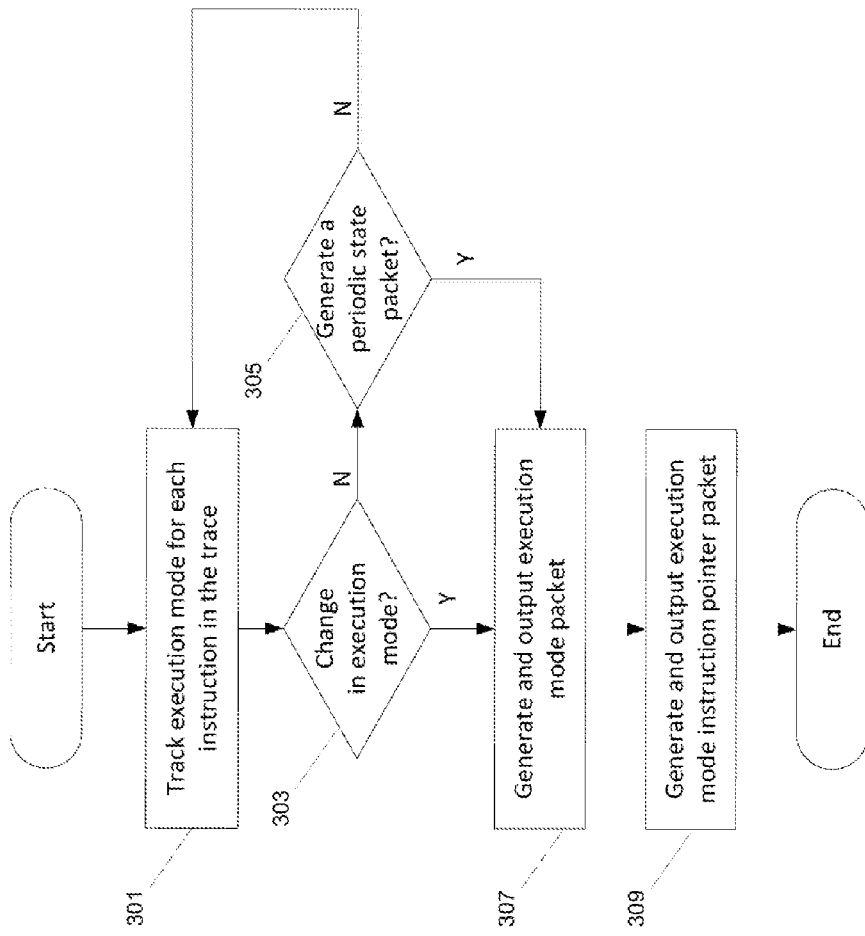 Start
Track execution mode for each
instruction in the trace
301
Change
in execution
mode?
303
N
Y
Generate a
periodic state
packet?
305
N
Y
Generate and output execution
mode packet
307
Generate and output execution
mode instruction pointer packet
309
End